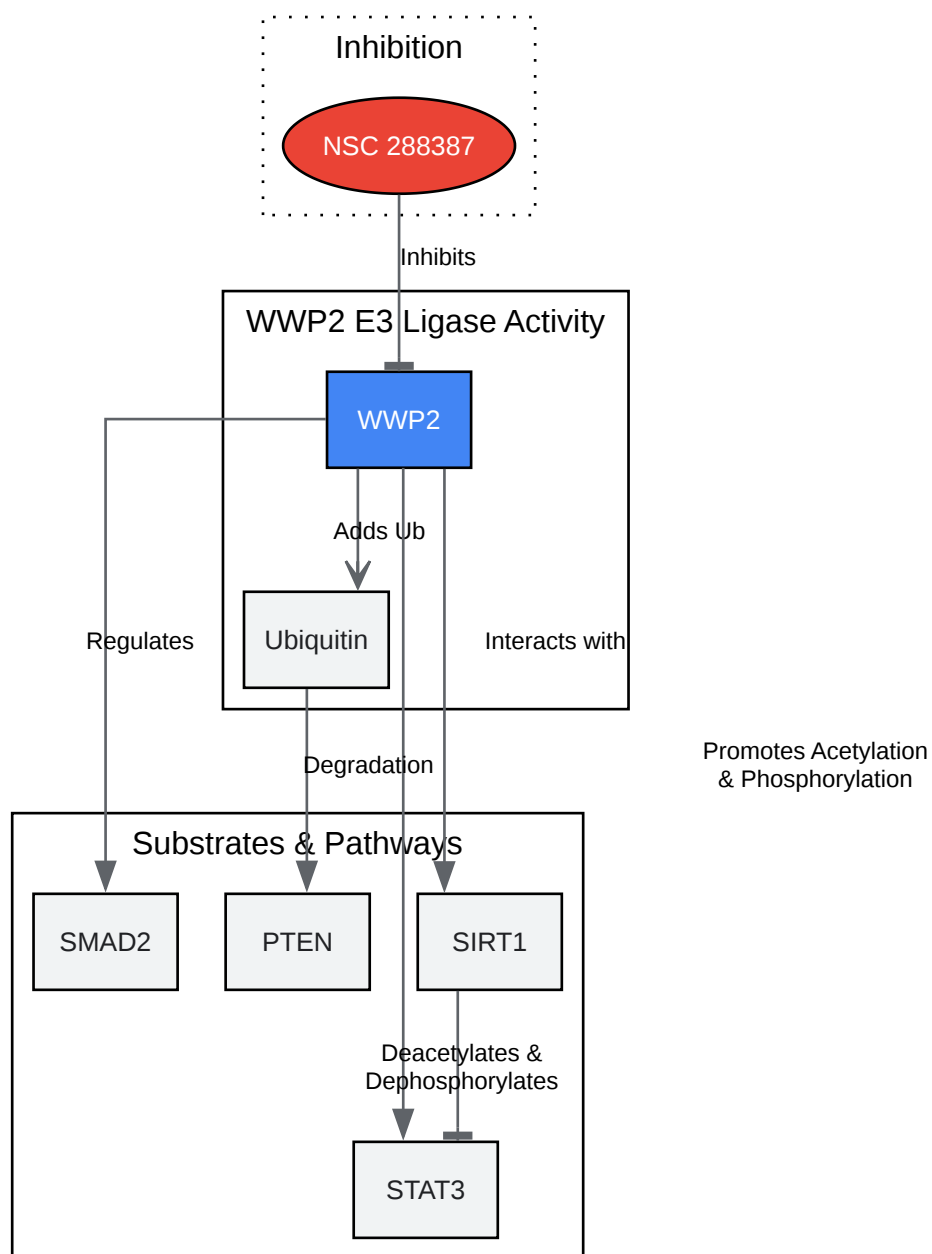 Inhibition
NSC 288387
Inhibits
WWP2 E3 Ligase Activity
WWP2
Adds Ub
Ubiquitin
Regulates
Interacts with
Degradation
Promotes Acetylation
& Phosphorylation
Substrates & Pathways
SMAD2
PTEN
SIRT1
Deacetylates &
Dephosphorylates
STAT3